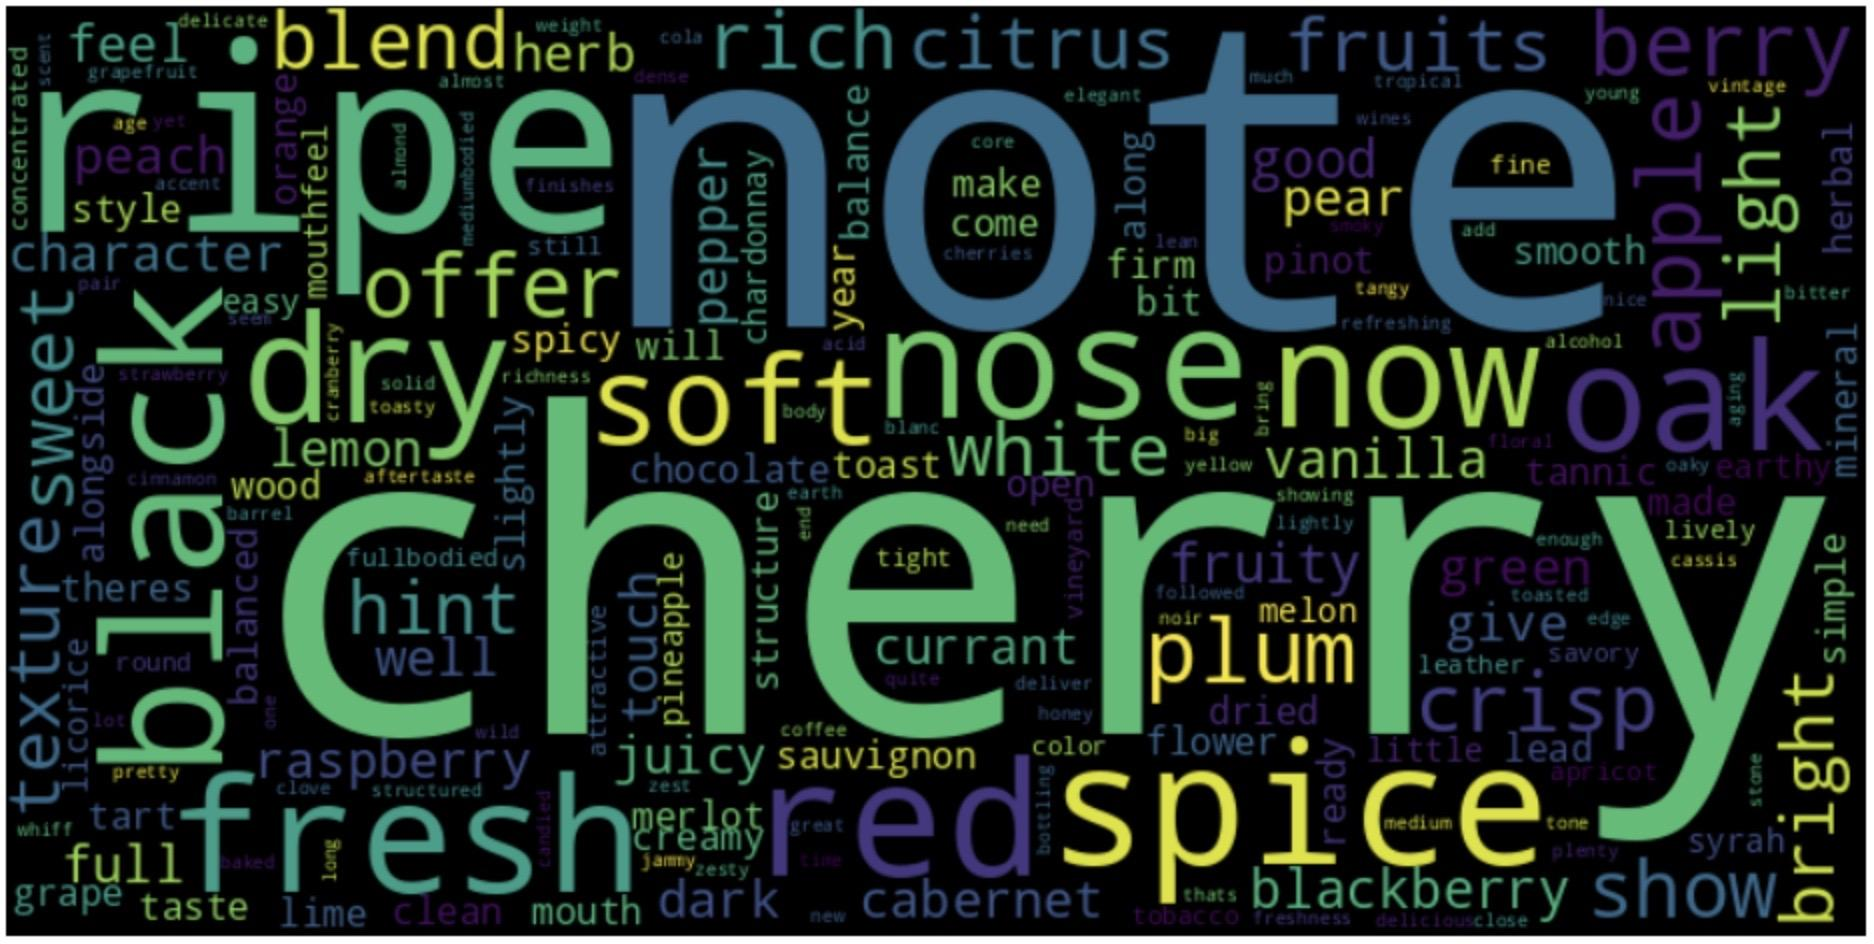 delicate
feel
blend
weight
herb
cola
rich
citrus
fruits
berry
concentrated
scent
grapefruit
orange
almost
dense
much
tropical
elegant
young
vintage
ripe
note
age
yet
peach
accent
style
almond
mediumbodied
finishes
mouthfeel
pepper
chardonnay
balance
core
make
come
cherries
along
wines
good
pear
smoky
fine
add
smooth
apple
light
herbal
character
still
pair
offer
year
lean
firm
bit
pinot
tangy
refreshing
nice
bitter
easy
seem
black
sweet
texture
dry
cranberry
solid
toasty
spicy
will
acid
richness
soft
body
nose
now
alcohol
oak
aging
mineral
strawberry
alongside
lemon
slightly
blanc
bring
big
white
yellow
vanilla
floral
tannic
oaky
earthy
chocolate
toast
cinnamon
wood
aftertaste
barrel
open
made
earth
end
need
showing
lightly
enough
lively
cassis
cherry
theres
balanced
fullbodied
hint
well
attractive
touch
pineapple
structure
tight
vineyard
fruity
followed
green
toasted
give
edge
simple
noir
melon
plum
currant
quite
deliver
leather
savory
round
licorice
lot
one
wild
honey
dried
crisp
coffee
color
flower
little
lead
pretty
raspberry
juicy
sauvignon
ready
apricot
stone
bright
clove
structured
zest
tart
whiff
fresh
candied
merlot
creamy
great
red
bottling
spice
medium
tone
syrah
full
baked
long
jammy
zesty
time
plenty
grape
taste
lime
clean
mouth
dark
new
cabernet
thats
blackberry
show
tobacco
freshness
delicious
close